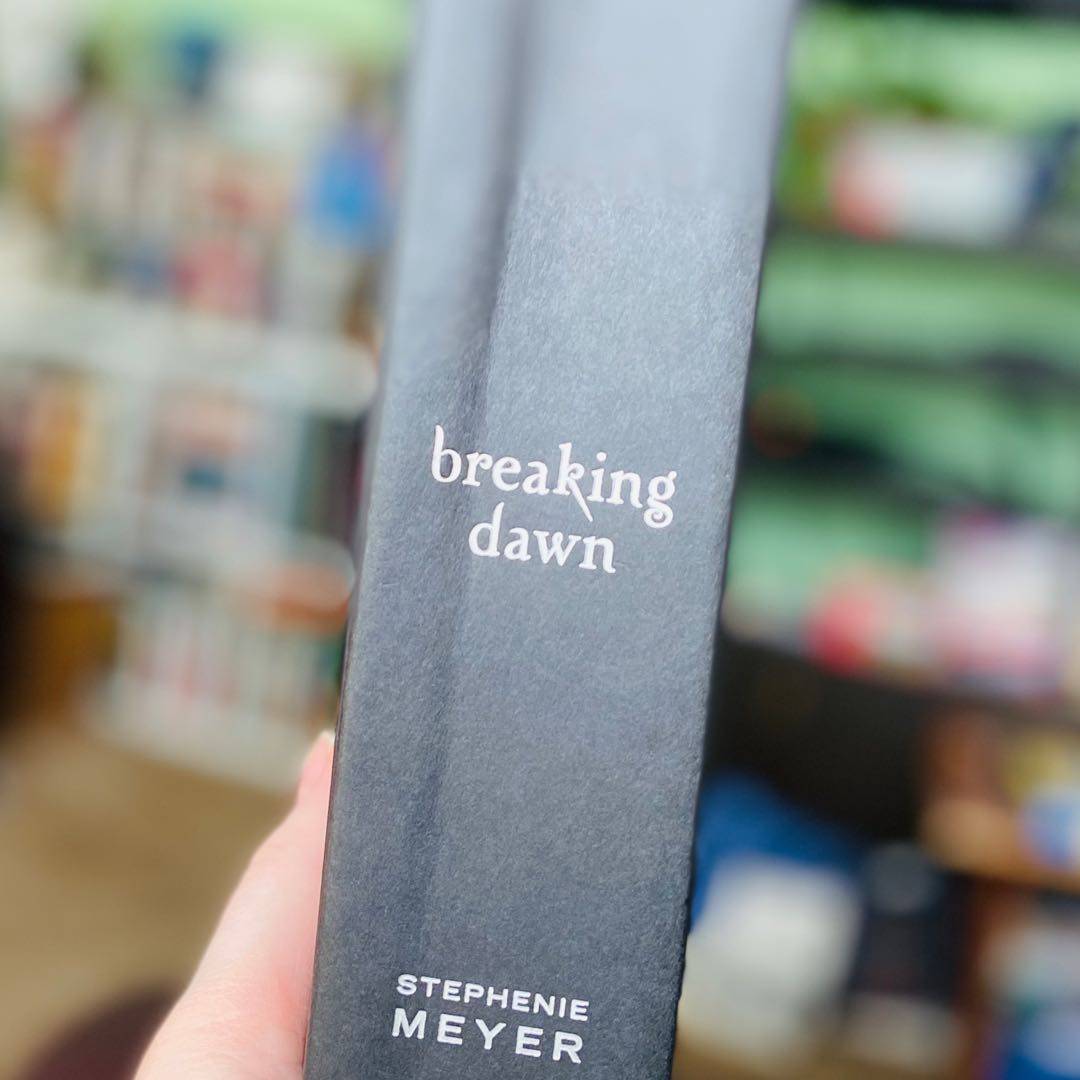 breaking
dawn
STEPHENIE
MEYER